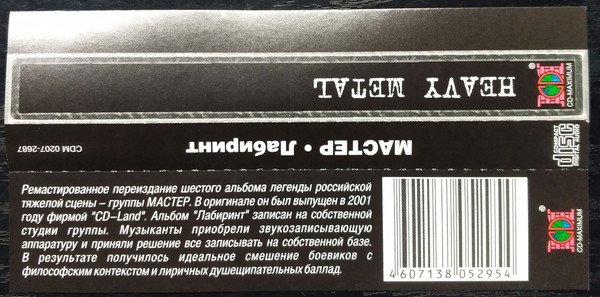 HEAVY METAL
CD-MAXIMUM
®
CDM 0207-2687
МАСТЕР • Лабиринт
COMPACT
disc
DIGITAL AUDIO
Ремастированное переиздание шестого альбома легенды российской
тяжелой сцены – группы МАСТЕР. В оригинале он был выпущен в 2001
году фирмой "CD–Land". Альбом "Лабиринт" записан на собственной
студии группы. Музыканты приобрели звукозаписывающую
аппаратуру и приняли решение все записывать на собственной базе.
В результате получилось идеальное смешение боевиков с
философским контекстом и лиричных душещипательных баллад.
4 607138 052954
®
CD-MAXIMUM